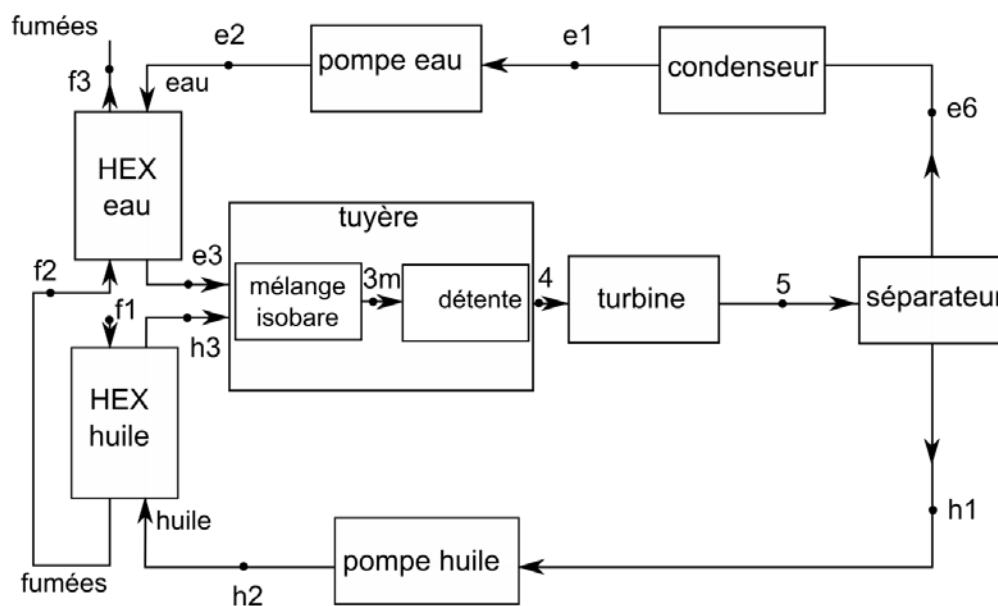 fumées
f3
e2
eau
pompe eau
e1
condenseur
e6
HEX
eau
f2
f1
e3
h3
tuyère
mélange
isobare
3m
détente
4
turbine
5
séparateur
HEX
huile
huile
fumées
h2
pompe huile
h1